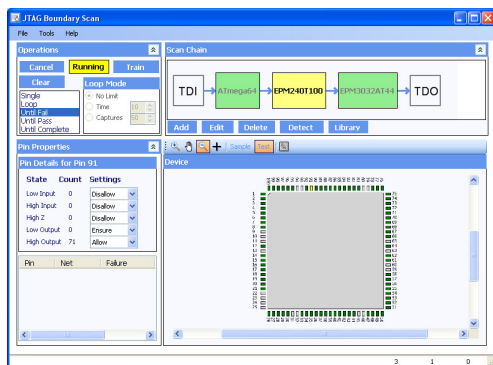 JTAG Boundary Scan
File Tools Help
Operations
Cancel Running Train
Clear
Loop Mode
Single
Loop
Until Fail
Until Pass
Until Complete
No Limit
Time 10
Captures 50
Scan Chain
TDI ATmega64 EPM240T100 EPM3032AT44 TDO
Add Edit Delete Detect Library
Pin Properties
Pin Details for Pin 91
State Count Settings
Low Input 0 Disallow
High Input 0 Disallow
High Z 0 Disallow
Low Output 0 Ensure
High Output 71 Allow
Pin Net Failure
Sample Test
Device
3 1 0